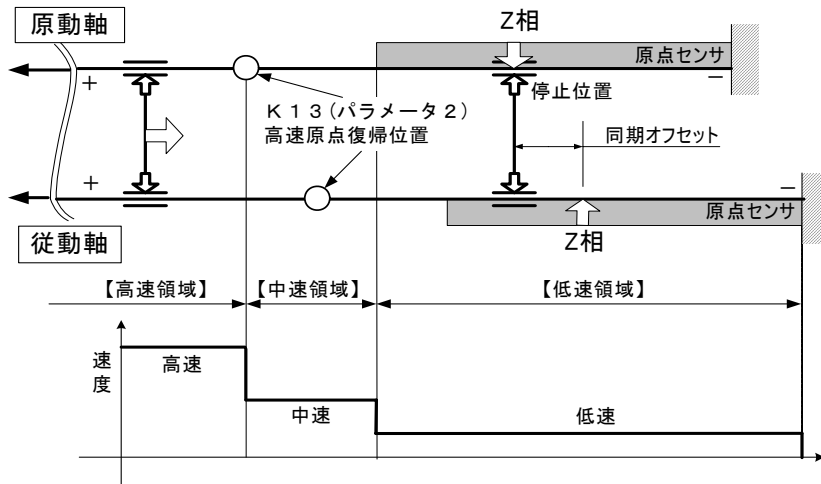 原動軸
Z相
原点センサ
+
−
停止位置
K13(パラメータ2)
高速原点復帰位置
同期オフセット
+
−
従動軸
Z相
原点センサ
【高速領域】
【中速領域】
【低速領域】
速度
高速
中速
低速